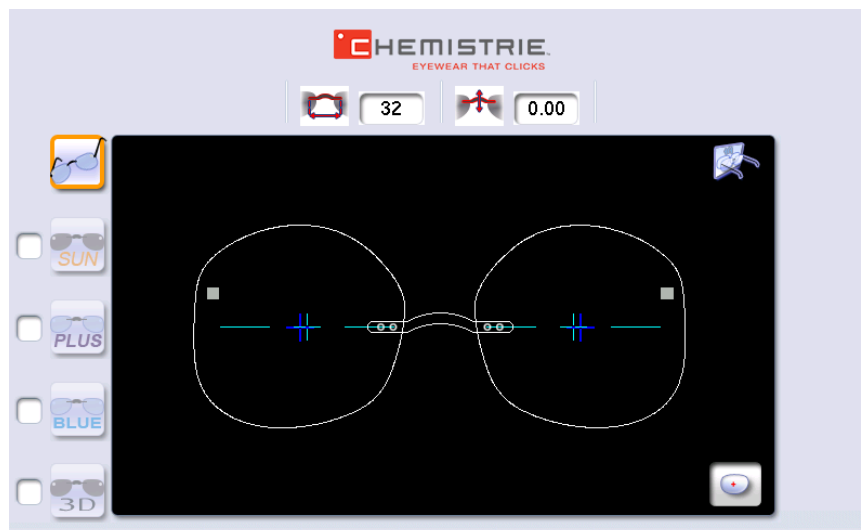 CHEMISTRIE.
EYEWEAR THAT CLICKS
32
0.00
SUN
PLUS
BLUE
3D